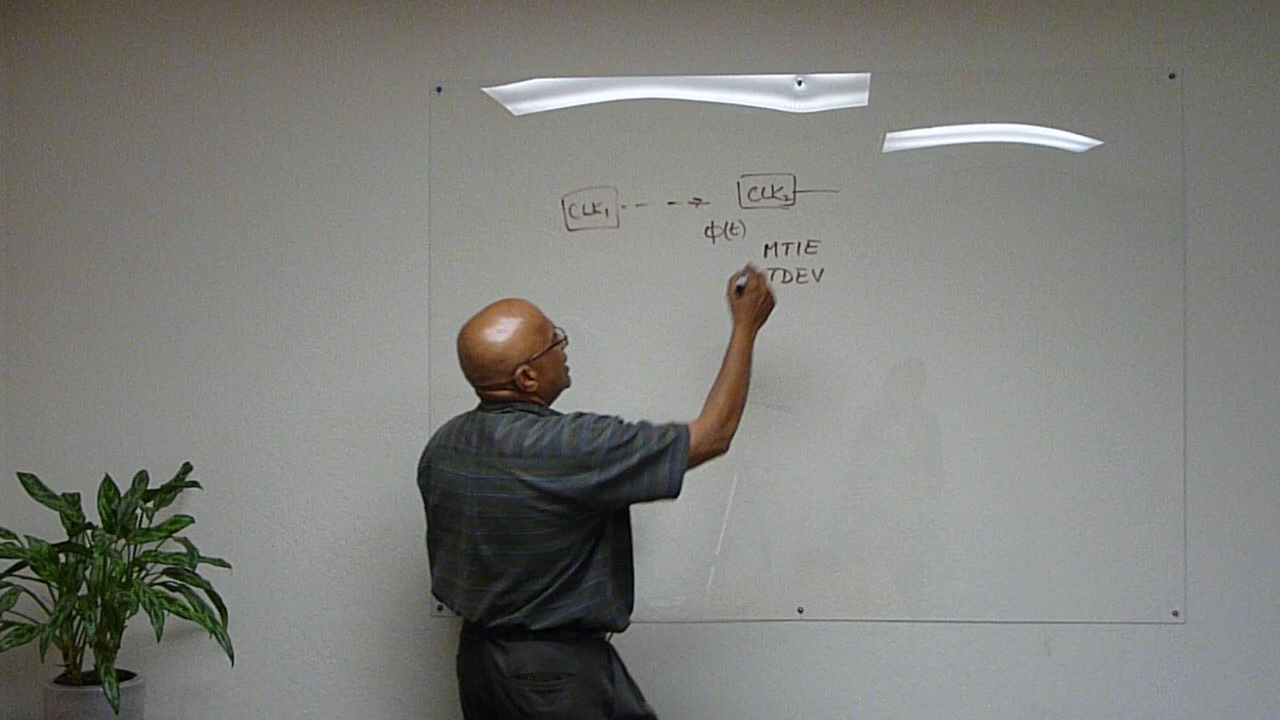 CLK₁ CLK₂
φ(t)
MTIE
TDEV